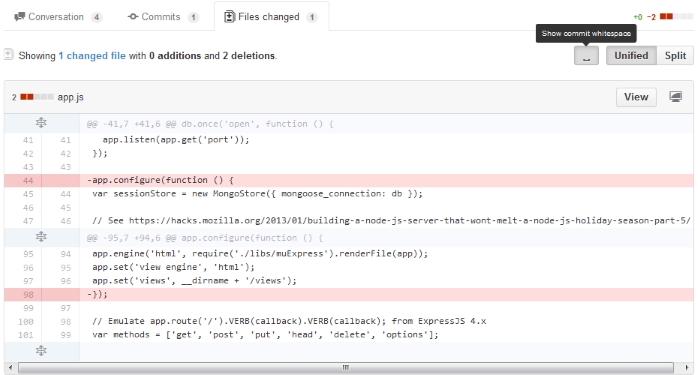 Conversation 4 Commits 1 Files changed 1 +0 −2
Show commit whitespace
Showing 1 changed file with 0 additions and 2 deletions. Unified Split
2 app.js View
@@ -41,7 +41,6 @@ db.once('open', function () {
41 41 app.listen(app.get('port'));
42 42 });
43 43
44 -app.configure(function () {
45 44 var sessionStore = new MongoStore({ mongoose_connection: db });
46 45
47 46 // See https://hacks.mozilla.org/2013/01/building-a-node-js-server-that-wont-melt-a-node-js-holiday-season-part-5/
@@ -95,7 +94,6 @@ app.configure(function () {
95 94 app.engine('html', require('./libs/muExpress').renderFile(app));
96 95 app.set('view engine', 'html');
97 96 app.set('views', __dirname + '/views');
98 -});
99 97
100 98 // Emulate app.route('/').VERB(callback).VERB(callback); from ExpressJS 4.x
101 99 var methods = ['get', 'post', 'put', 'head', 'delete', 'options'];